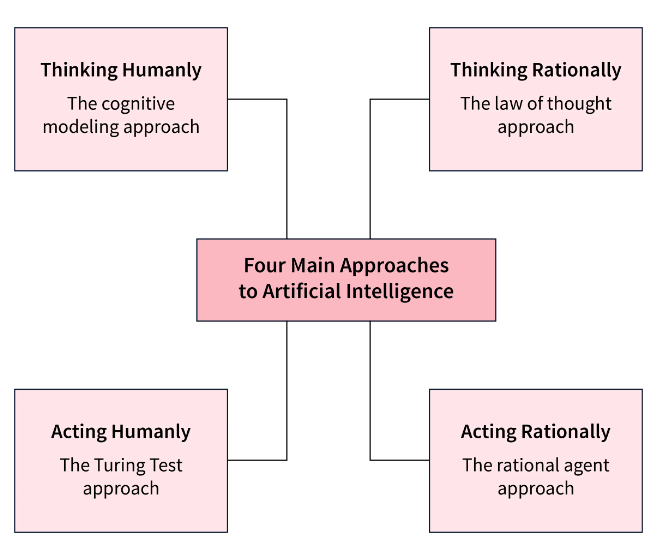 Thinking Humanly
The cognitive
modeling approach
Thinking Rationally
The law of thought
approach
Four Main Approaches
to Artificial Intelligence
Acting Humanly
The Turing Test
approach
Acting Rationally
The rational agent
approach